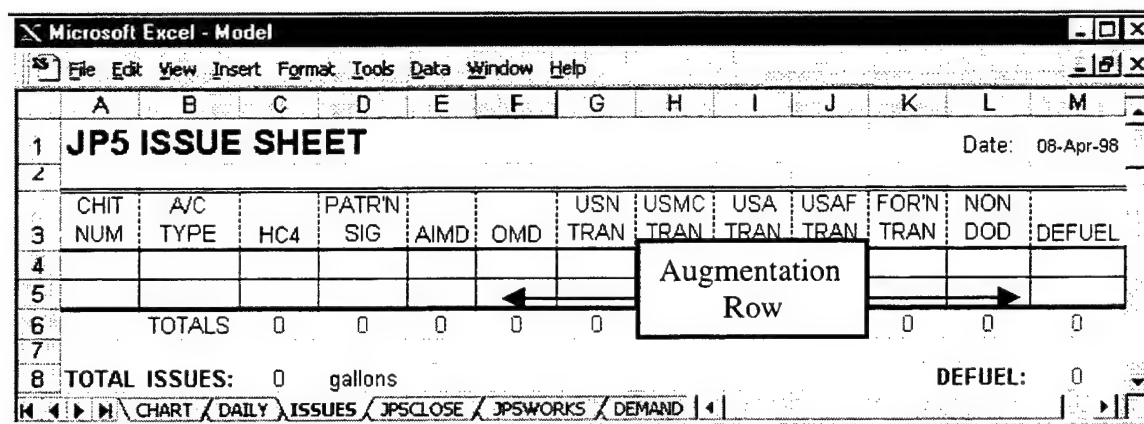 Microsoft Excel - Model
File Edit View Insert Format Tools Data Window Help
A B C D E F G H I J K L M
1 JP5 ISSUE SHEET Date: 08-Apr-98
2
CHIT A/C PATR'N USN USMC USA USAF FOR'N NON
3 NUM TYPE HC4 SIG AIMD OMD TRAN TRAN TRAN TRAN TRAN DOD DEFUEL
4
Augmentation
5
Row
6 TOTALS 0 0 0 0 0 0 0 0
7
8 TOTAL ISSUES: 0 gallons DEFUEL: 0
CHART DAILY ISSUES JP5CLOSE JP5WORKS DEMAND